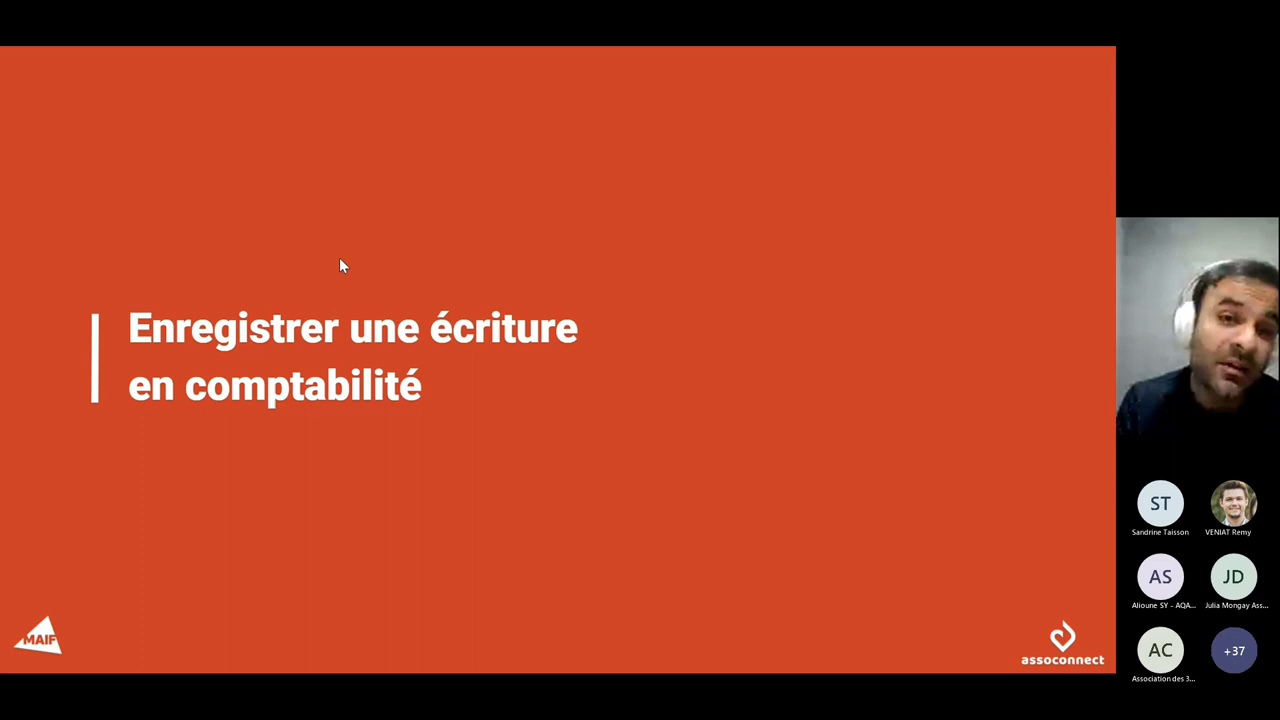 Enregistrer une écriture
en comptabilité
MAIF
assoconnect
ST
Sandrine Taisson
VENIAT Remy
AS
JD
Alioune SY - AQA...
Julia Mongay Ass...
AC
+37
Association des 3...